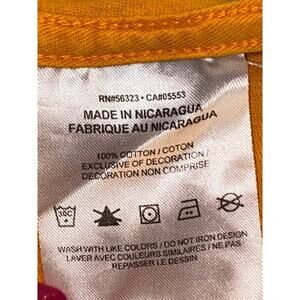 RN#56323 • CA#05553
MADE IN NICARAGUA
FABRIQUE AU NICARAGUA
100% COTTON / COTON
EXCLUSIVE OF DECORATION /
DECORATION NON COMPRISE
30C
WASH WITH LIKE COLORS / DO NOT IRON DESIGN
LAVER AVEC COULEURS SIMILAIRES / NE PAS
REPASSER LE DESSIN